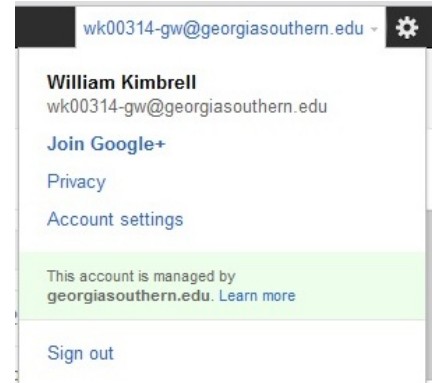 wk00314-gw@georgiasouthern.edu
William Kimbrell
wk00314-gw@georgiasouthern.edu
Join Google+
Privacy
Account settings
This account is managed by
georgiasouthern.edu. Learn more
Sign out